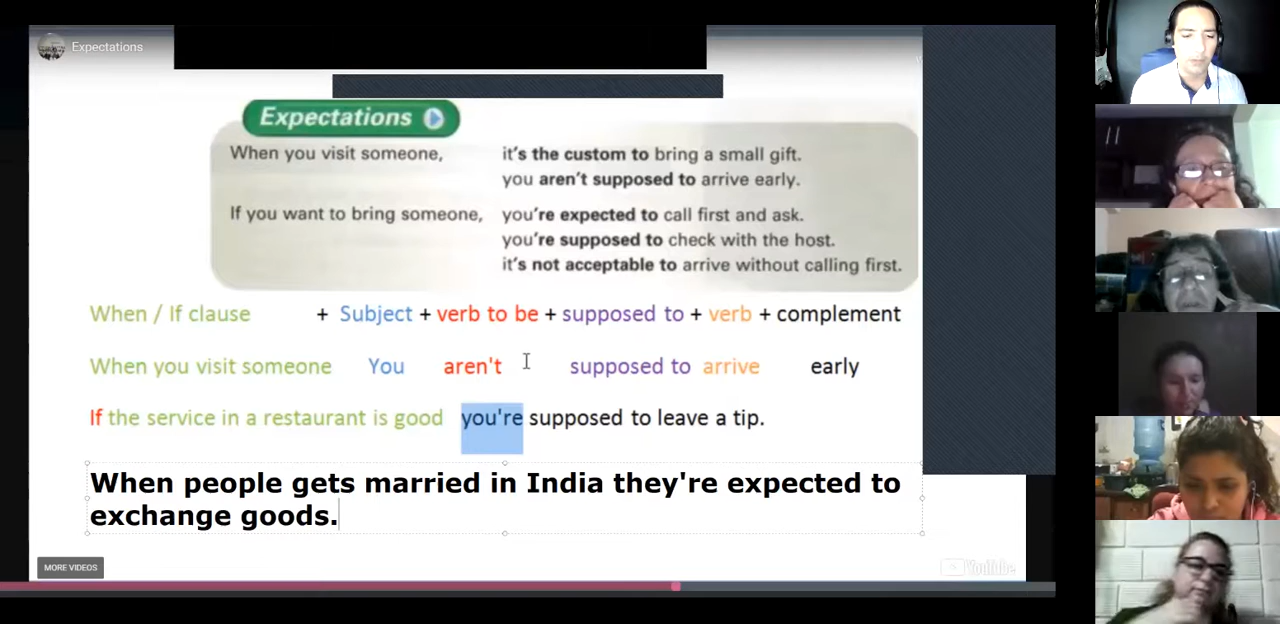 Expectations
Expectations
When you visit someone, it's the custom to bring a small gift.
you aren't supposed to arrive early.
If you want to bring someone, you're expected to call first and ask.
you're supposed to check with the host.
it's not acceptable to arrive without calling first.
When / If clause + Subject + verb to be + supposed to + verb + complement
When you visit someone You aren't supposed to arrive early
If the service in a restaurant is good you're supposed to leave a tip.
When people gets married in India they're expected to
exchange goods.
MORE VIDEOS
YouTube